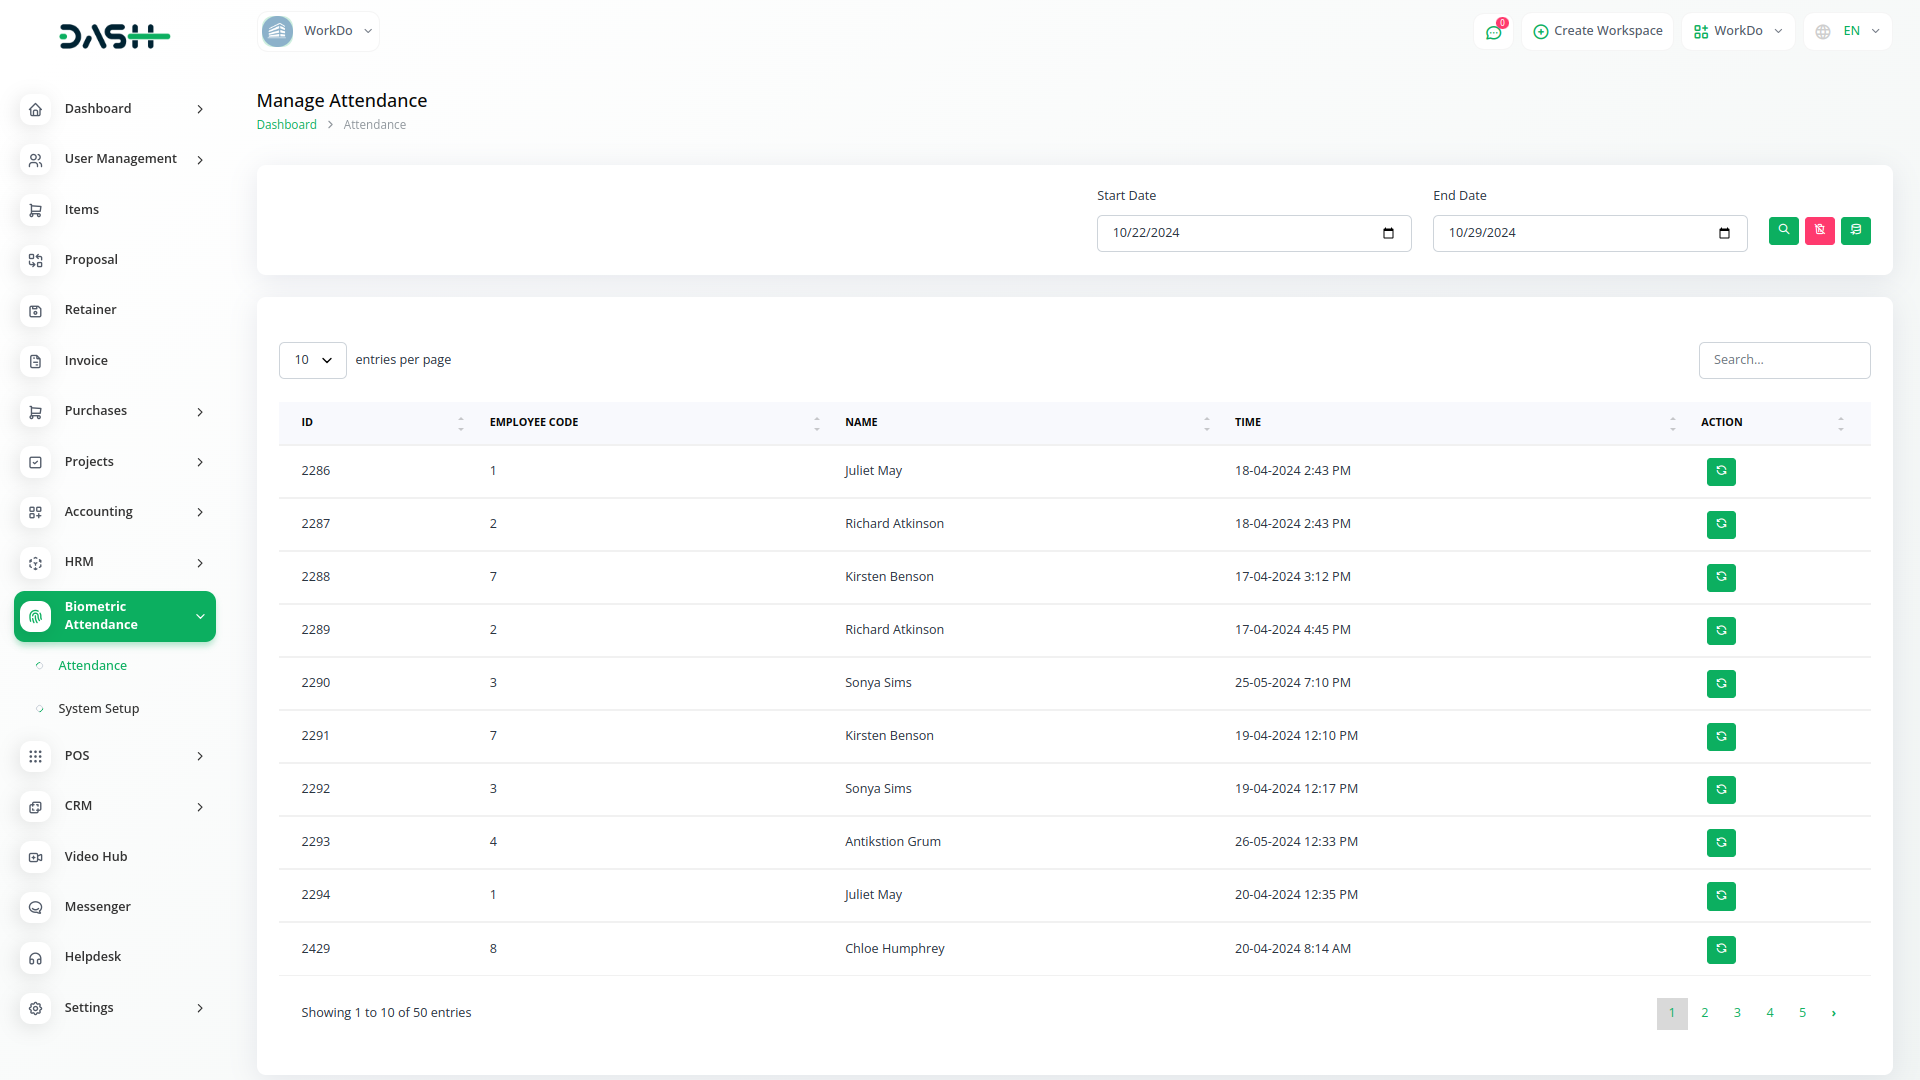 DASH
WorkDo
0
Create Workspace
WorkDo
EN
Dashboard
User Management
Items
Proposal
Retainer
Invoice
Purchases
Projects
Accounting
HRM
Biometric
Attendance
Attendance
System Setup
POS
CRM
Video Hub
Messenger
Helpdesk
Settings
Manage Attendance
Dashboard > Attendance
Start Date End Date
10/22/2024 10/29/2024
10 entries per page Search...
ID EMPLOYEE CODE NAME TIME ACTION
2286 1 Juliet May 18-04-2024 2:43 PM
2287 2 Richard Atkinson 18-04-2024 2:43 PM
2288 7 Kirsten Benson 17-04-2024 3:12 PM
2289 2 Richard Atkinson 17-04-2024 4:45 PM
2290 3 Sonya Sims 25-05-2024 7:10 PM
2291 7 Kirsten Benson 19-04-2024 12:10 PM
2292 3 Sonya Sims 19-04-2024 12:17 PM
2293 4 Antikstion Grum 26-05-2024 12:33 PM
2294 1 Juliet May 20-04-2024 12:35 PM
2429 8 Chloe Humphrey 20-04-2024 8:14 AM
Showing 1 to 10 of 50 entries 1 2 3 4 5 ›